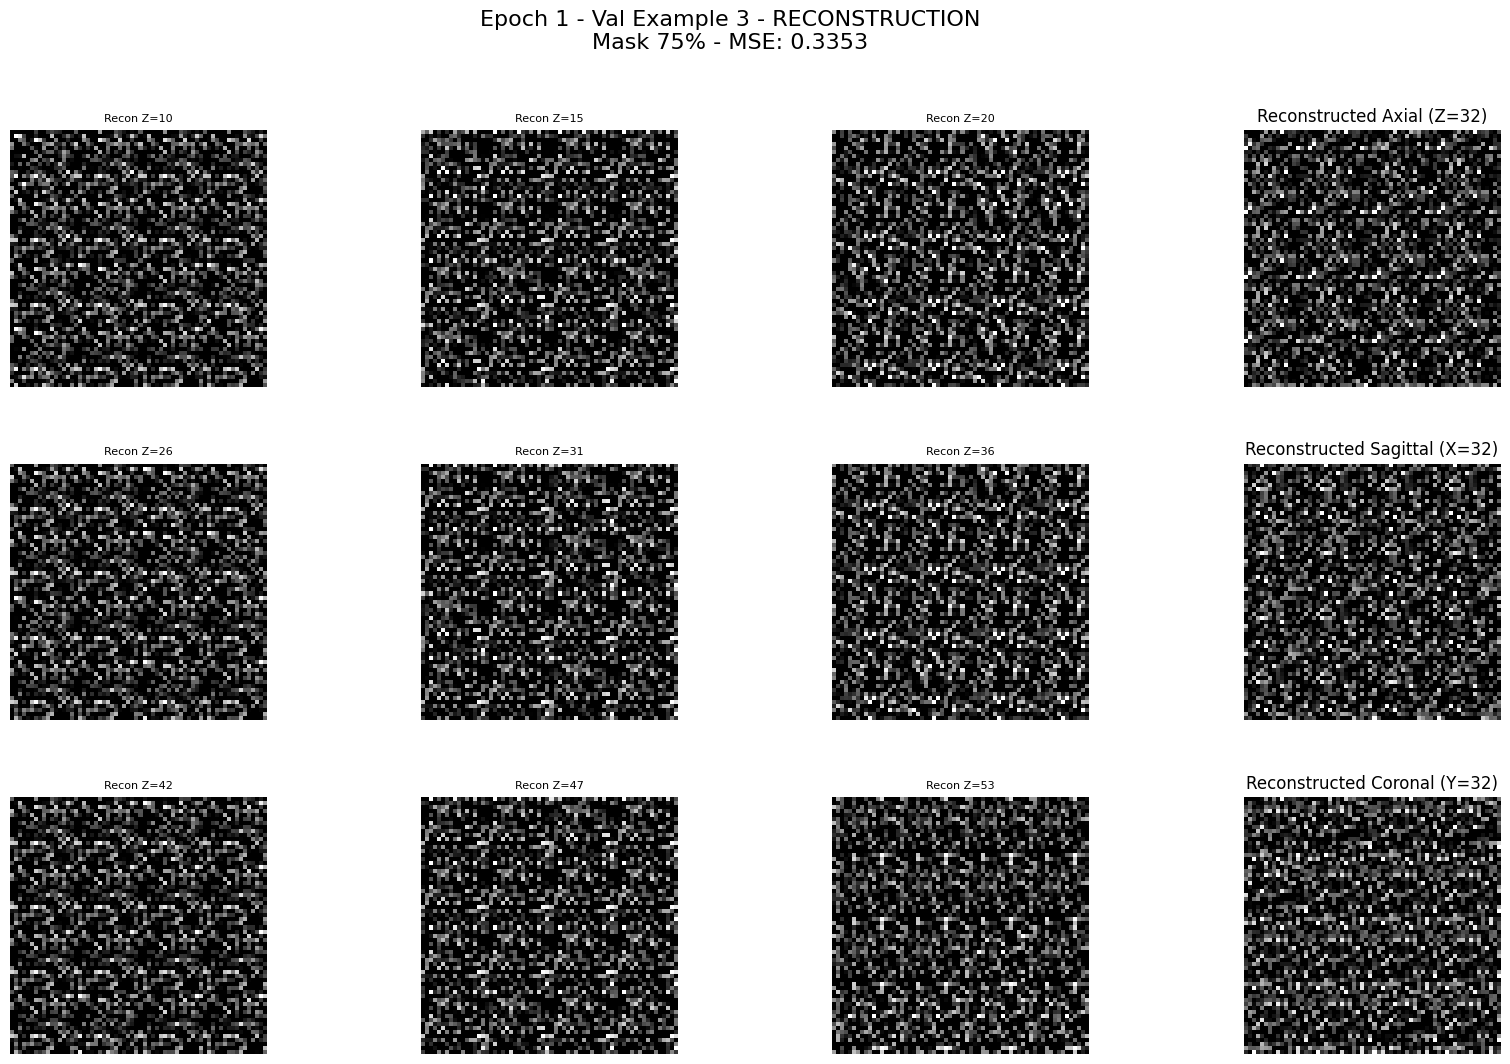 Epoch 1 - Val Example 3 - RECONSTRUCTION
Mask 75% - MSE: 0.3353
Recon Z=10
Recon Z=15
Recon Z=20
Reconstructed Axial (Z=32)
Recon Z=26
Recon Z=31
Recon Z=36
Reconstructed Sagittal (X=32)
Recon Z=42
Recon Z=47
Recon Z=53
Reconstructed Coronal (Y=32)